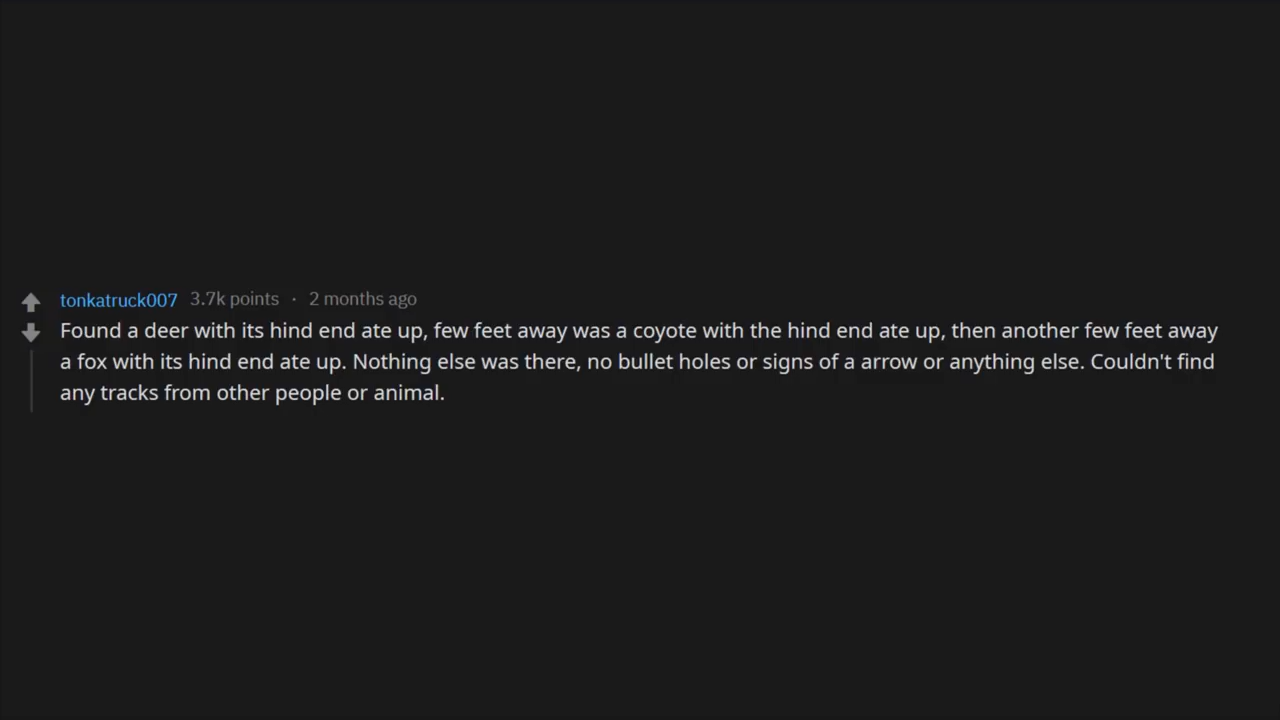 tonkatruck007 3.7k points · 2 months ago
Found a deer with its hind end ate up, few feet away was a coyote with the hind end ate up, then another few feet away
a fox with its hind end ate up. Nothing else was there, no bullet holes or signs of a arrow or anything else. Couldn't find
any tracks from other people or animal.